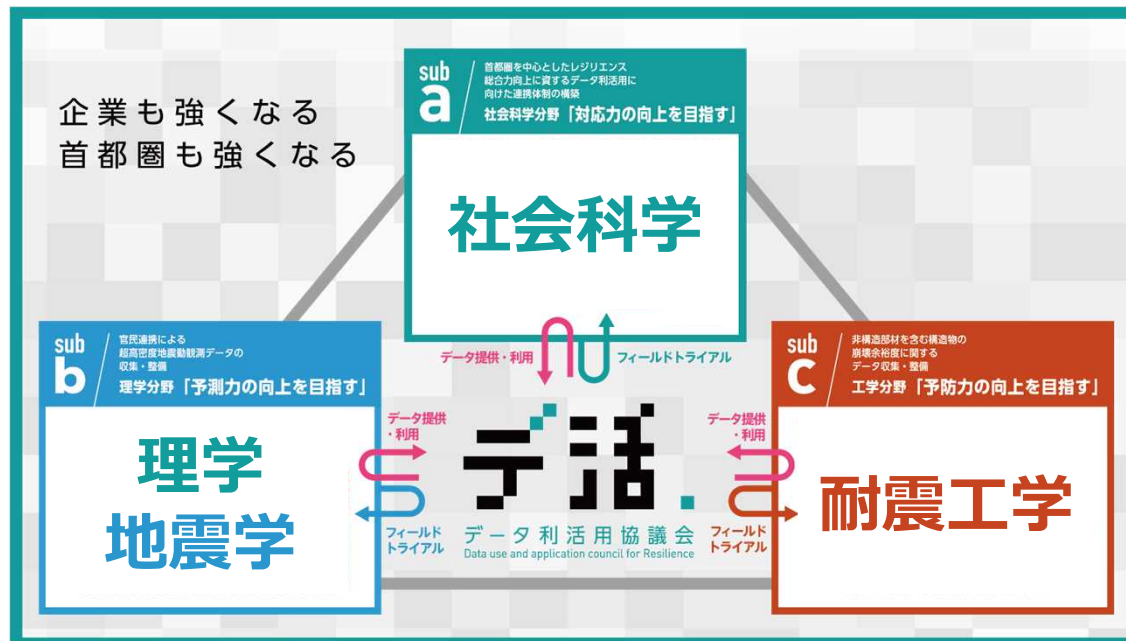 企業も強くなる
首都圏も強くなる
sub
a
首都圏を中心としたレジリエンス
総合力向上に資するデータ利活用に
向けた連携体制の構築
社会科学分野「対応力の向上を目指す」
社会科学
sub
b
官民連携による
超高密度地震動観測データの
収集・整備
理学分野「予測力の向上を目指す」
理学
地震学
sub
c
非構造部材を含む構造物の
崩壊余裕度に関する
データ収集・整備
工学分野「予防力の向上を目指す」
耐震工学
データ提供・利用
フィールドトライアル
データ提供
・利用
フィールド
トライアル
データ提供
・利用
フィールド
トライアル
デ活.
データ利活用協議会
Data use and application council for Resilience